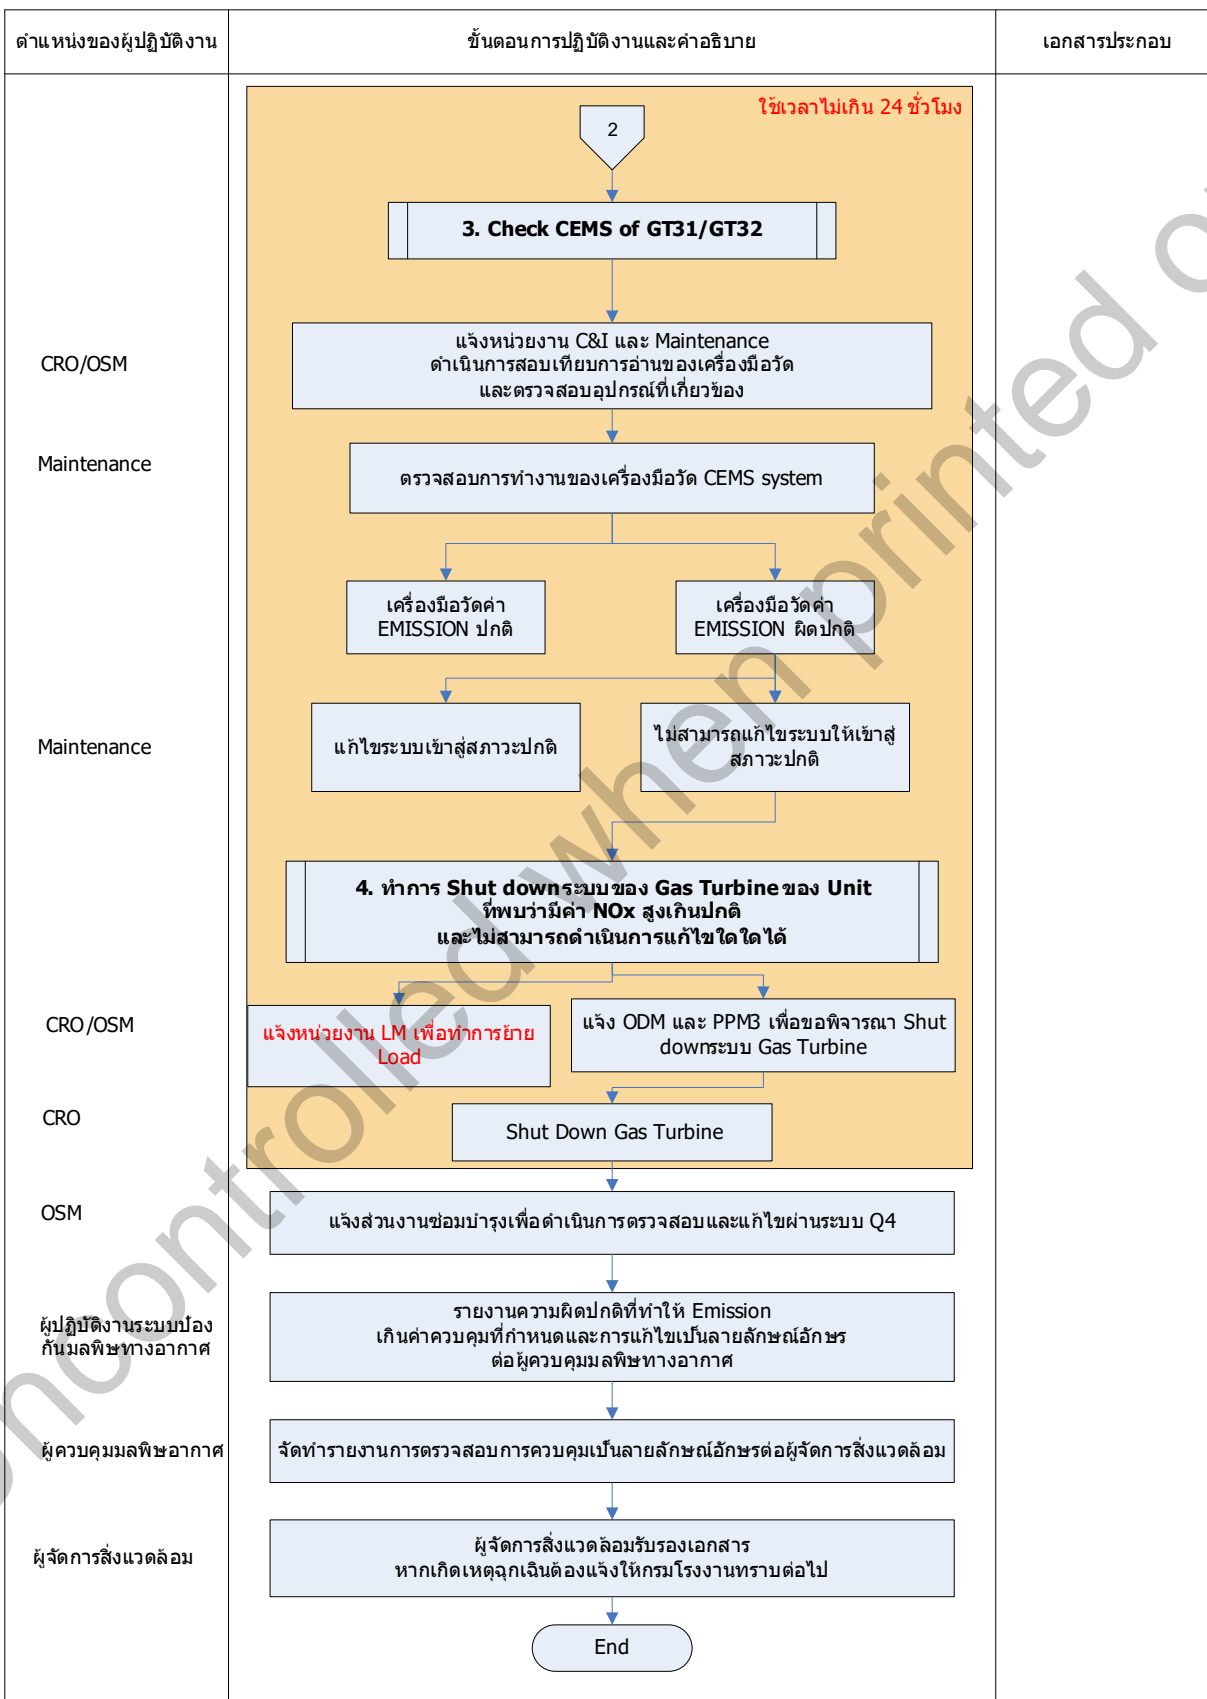 ตำแหน่งของผู้ปฏิบัติงาน
ขั้นตอนการปฏิบัติงานและคำอธิบาย
เอกสารประกอบ
ใช้เวลาไม่เกิน 24 ชั่วโมง
2
3. Check CEMS of GT31/GT32
CRO/OSM
แจ้งหน่วยงาน C&I และ Maintenance
ดำเนินการสอบเทียบการอ่านของเครื่องมือวัด
และตรวจสอบอุปกรณ์ที่เกี่ยวข้อง
Maintenance
ตรวจสอบการทำงานของเครื่องมือวัด CEMS system
เครื่องมือวัดค่า
EMISSION ปกติ
เครื่องมือวัดค่า
EMISSION ผิดปกติ
Maintenance
แก้ไขระบบเข้าสู่สภาวะปกติ
ไม่สามารถแก้ไขระบบให้เข้าสู่
สภาวะปกติ
4. ทำการ Shut downระบบของ Gas Turbine ของ Unit
ที่พบว่ามีค่า NOx สูงเกินปกติ
และไม่สามารถดำเนินการแก้ไขใดใดได้
CRO/OSM
แจ้งหน่วยงาน LM เพื่อทำการย้าย
Load
แจ้ง ODM และ PPM3 เพื่อขอพิจารณา Shut
downระบบ Gas Turbine
CRO
Shut Down Gas Turbine
OSM
แจ้งส่วนงานซ่อมบำรุงเพื่อดำเนินการตรวจสอบและแก้ไขผ่านระบบ Q4
ผู้ปฏิบัติงานระบบป้อง
กันมลพิษทางอากาศ
รายงานความผิดปกติที่ทำให้ Emission
เกินค่าควบคุมที่กำหนดและการแก้ไขเป็นลายลักษณ์อักษร
ต่อผู้ควบคุมมลพิษทางอากาศ
ผู้ควบคุมมลพิษอากาศ
จัดทำรายงานการตรวจสอบการควบคุมเป็นลายลักษณ์อักษรต่อผู้จัดการสิ่งแวดล้อม
ผู้จัดการสิ่งแวดล้อม
ผู้จัดการสิ่งแวดล้อมรับรองเอกสาร
หากเกิดเหตุฉุกเฉินต้องแจ้งให้กรมโรงงานทราบต่อไป
End
uncontrolled when printed o